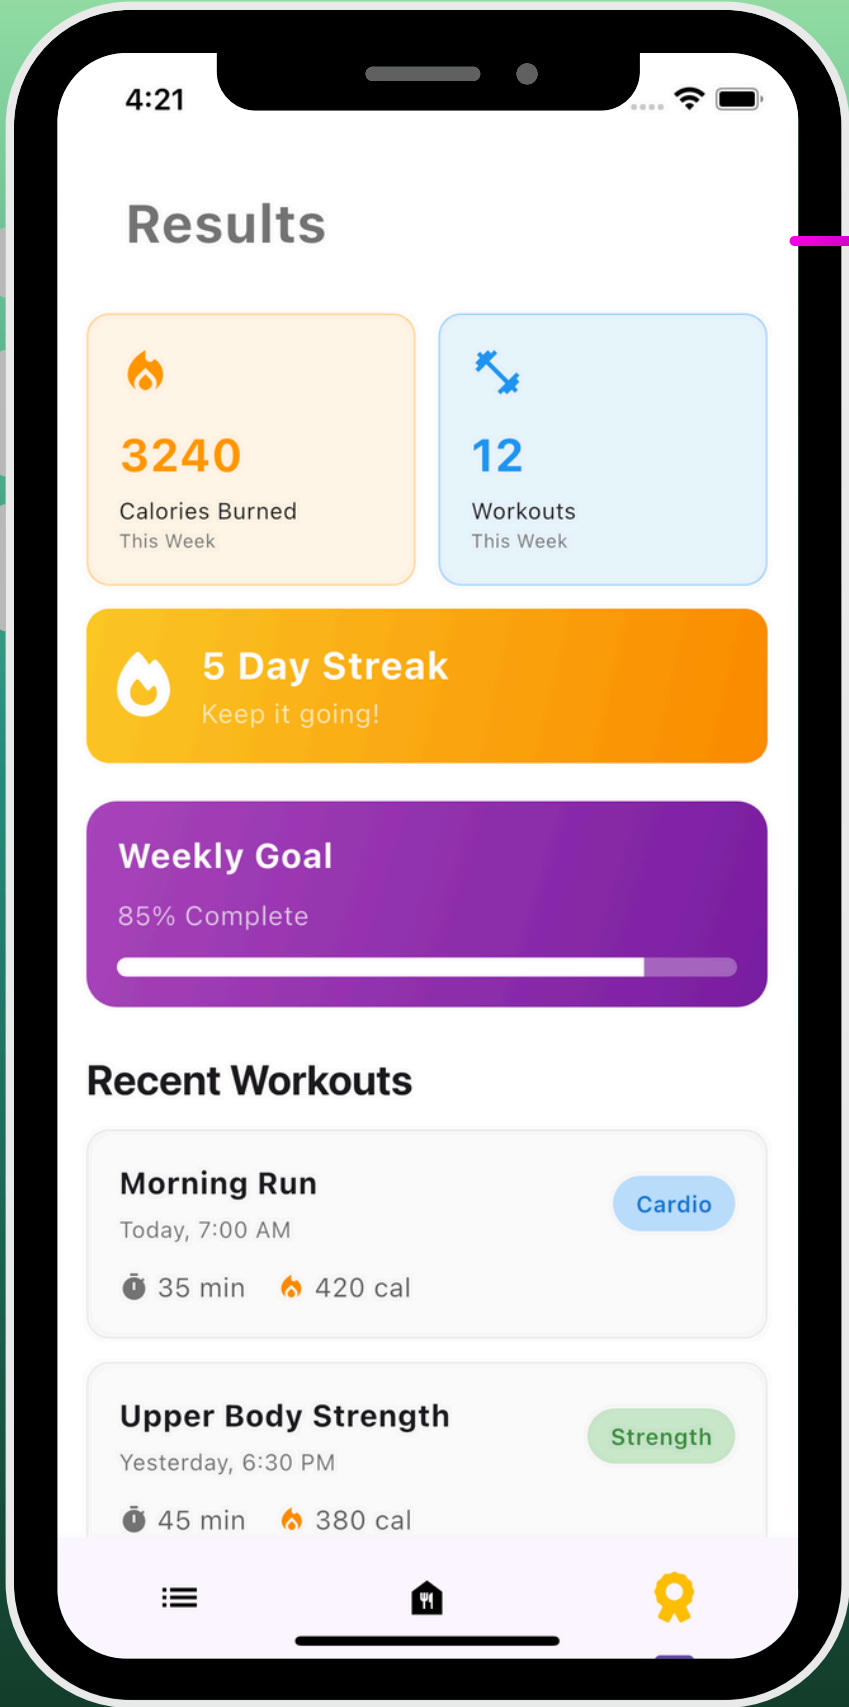 4:21
Results
3240
Calories Burned
This Week
12
Workouts
This Week
5 Day Streak
Keep it going!
Weekly Goal
85% Complete
Recent Workouts
Morning Run
Cardio
Today, 7:00 AM
35 min 420 cal
Upper Body Strength
Strength
Yesterday, 6:30 PM
45 min 380 cal